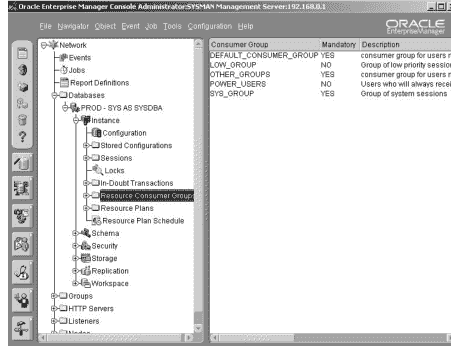 Oracle Enterprise Manager Console Administrator:SYSMAN Management Server:192.168.0.1
File Navigator Object Event Job Tools Configuration Help
ORACLE
EnterpriseManager
Network
Events
Jobs
Report Definitions
Databases
PROD - SYS AS SYSDBA
Instance
Configuration
Stored Configurations
Sessions
Locks
In-Doubt Transactions
Resource Consumer Groups
Resource Plans
Resource Plan Schedule
Schema
Security
Storage
Replication
Workspace
Groups
HTTP Servers
Listeners
Nodes
Consumer Group Mandatory Description
DEFAULT_CONSUMER_GROUP YES consumer group for users
LOW_GROUP NO Group of low priority session
OTHER_GROUPS YES consumer group for users
POWER_USERS NO Users who will always recei
SYS_GROUP YES Group of system sessions